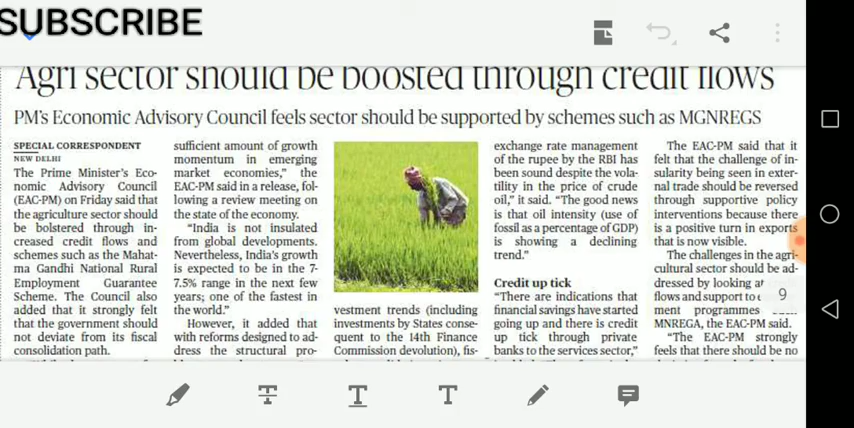 SUBSCRIBE
Agri sector should be boosted through credit flows
PM's Economic Advisory Council feels sector should be supported by schemes such as MGNREGS
SPECIAL CORRESPONDENT
NEW DELHI
The Prime Minister's Eco-
nomic Advisory Council
(EAC-PM) on Friday said that
the agriculture sector should
be bolstered through in-
creased credit flows and
schemes such as the Mahat-
ma Gandhi National Rural
Employment Guarantee
Scheme. The Council also
added that it strongly felt
that the government should
not deviate from its fiscal
consolidation path.
sufficient amount of growth
momentum in emerging
market economies," the
EAC-PM said in a release, fol-
lowing a review meeting on
the state of the economy.
"India is not insulated
from global developments.
Nevertheless, India's growth
is expected to be in the 7-
7.5% range in the next few
years; one of the fastest in
the world."
However, it added that
with reforms designed to ad-
dress the structural pro-
vestment trends (including
investments by States conse-
quent to the 14th Finance
Commission devolution), fis-
exchange rate management
of the rupee by the RBI has
been sound despite the vola-
tility in the price of crude
oil," it said. "The good news
is that oil intensity (use of
fossil as a percentage of GDP)
is showing a declining
trend."
Credit up tick
"There are indications that
financial savings have started
going up and there is credit
up tick through private
banks to the services sector,"
The EAC-PM said that it
felt that the challenge of in-
sularity being seen in exter-
nal trade should be reversed
through supportive policy
interventions because there
is a positive turn in exports
that is now visible.
The challenges in the agri-
cultural sector should be ad-
dressed by looking at
flows and support to
ment programmes
MNREGA, the EAC-PM said.
"The EAC-PM strongly
feels that there should be no
9